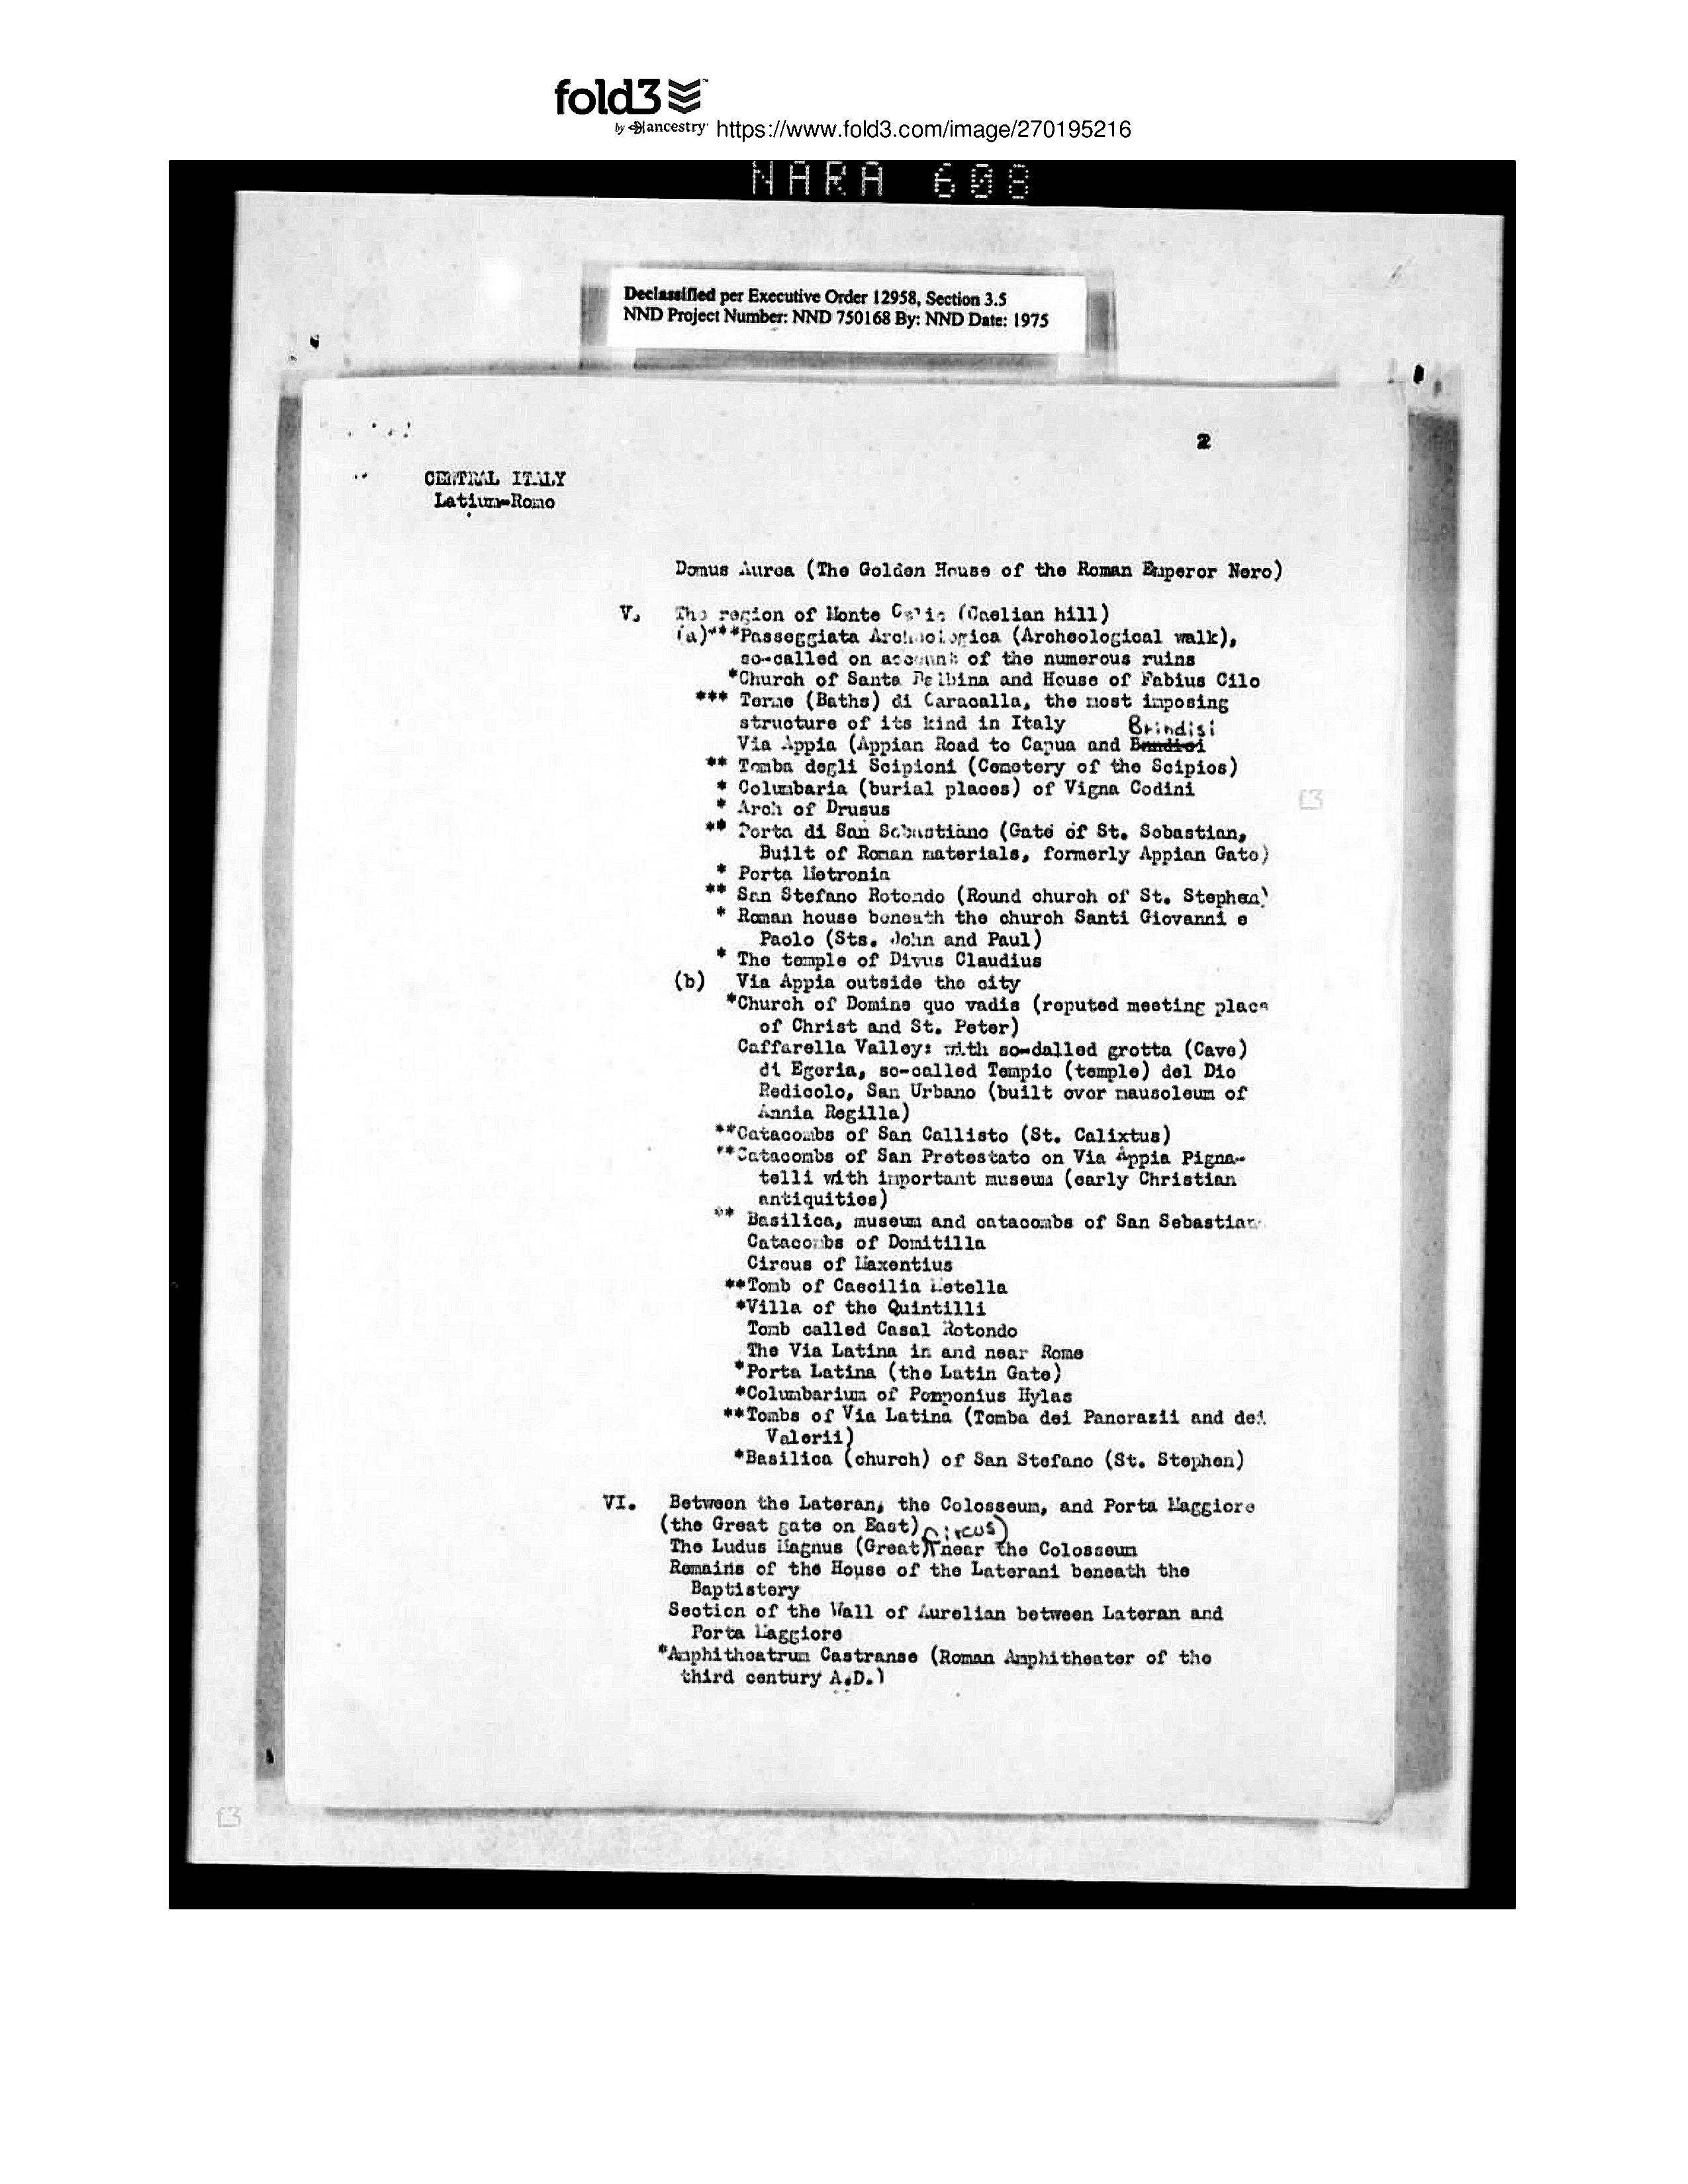 fold3
by ancestry https://www.fold3.com/image/270195216
NARA 608
Declassified per Executive Order 12958, Section 3.5
NND Project Number: NND 750168 By: NND Date: 1975
2
CENTRAL ITALY
Latium-Rome
Domus Aurea (The Golden House of the Roman Emperor Nero)
V. The region of Monte Celio (Caelian hill)
(a)***Passeggiata Archeologica (Archeological walk),
so-called on account of the numerous ruins
*Church of Santa Balbina and House of Fabius Cilo
*** Terme (Baths) di Caracalla, the most imposing
structure of its kind in Italy Brindisi
Via Appia (Appian Road to Capua and Bandisi
** Tomba degli Scipioni (Cemetery of the Scipios)
* Columbaria (burial places) of Vigna Codini
* Arch of Drusus
** Porta di San Sebastiano (Gate of St. Sebastian,
Built of Roman materials, formerly Appian Gate)
* Porta Metronia
** San Stefano Rotondo (Round church of St. Stephen)
* Roman house beneath the church Santi Giovanni e
Paolo (Sts. John and Paul)
* The temple of Divus Claudius
(b) Via Appia outside the city
*Church of Domine quo vadis (reputed meeting place
of Christ and St. Peter)
Caffarella Valley: with so-dalled grotta (Cave)
di Egeria, so-called Tempio (temple) del Dio
Redicolo, San Urbano (built over mausoleum of
Annia Regilla)
**Catacombs of San Callisto (St. Calixtus)
**Catacombs of San Pretestato on Via Appia Pigna-
telli with important museum (early Christian
antiquities)
** Basilica, museum and catacombs of San Sebastian
Catacombs of Domitilla
Circus of Maxentius
**Tomb of Caecilia Metella
*Villa of the Quintilli
Tomb called Casal Rotondo
The Via Latina in and near Rome
*Porta Latina (the Latin Gate)
*Columbarium of Pomponius Hylas
**Tombs of Via Latina (Tomba dei Pancrazii and dei
Valerii)
*Basilica (church) of San Stefano (St. Stephen)
VI. Between the Lateran, the Colosseum, and Porta Maggiore
(the Great gate on East) circus)
The Ludus Magnus (Great) near the Colosseum
Remains of the House of the Laterani beneath the
Baptistery
Section of the Wall of Aurelian between Lateran and
Porta Maggiore
*Amphitheatrum Castranse (Roman Amphitheater of the
third century A.D.)
f3
f3